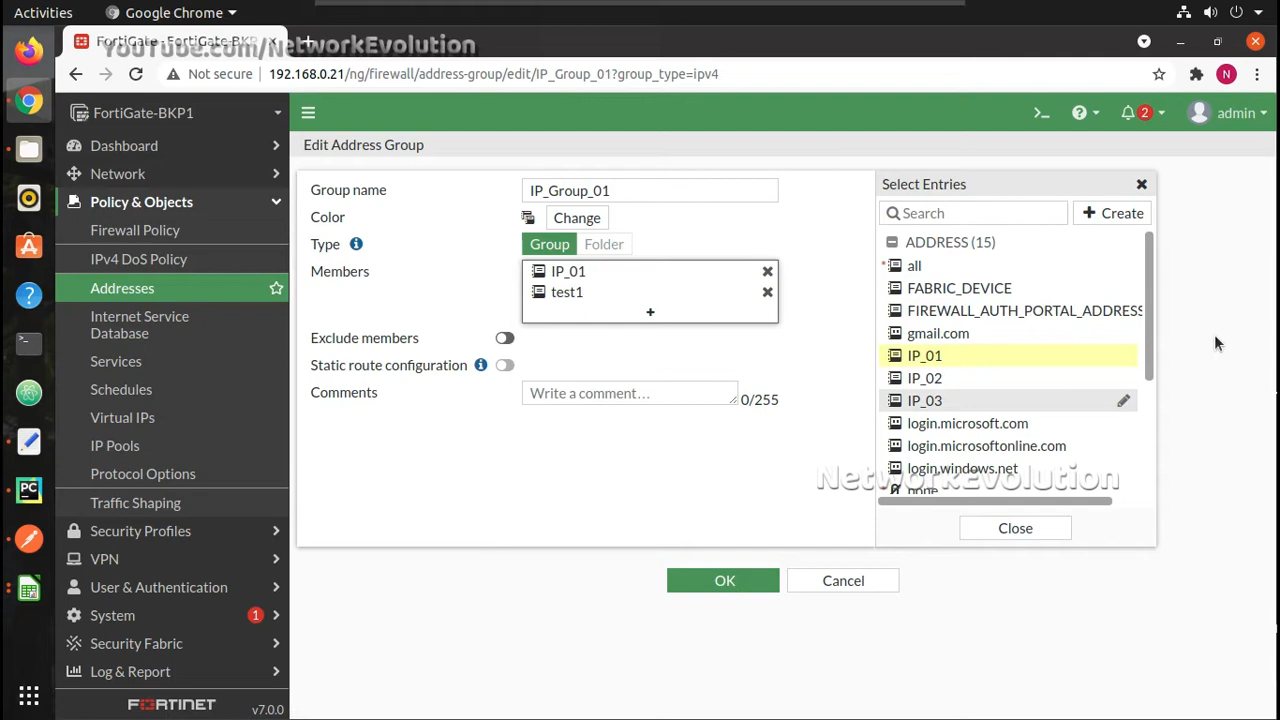 Activities
Google Chrome
FortiGate - FortiGate-BKP
YouTube.com/NetworkEvolution
Not secure
192.168.0.21/ng/firewall/address-group/edit/IP_Group_01?group_type=ipv4
N
FortiGate-BKP1
2
admin
Dashboard
Network
Policy & Objects
Firewall Policy
IPv4 DoS Policy
Addresses
Internet Service
Database
Services
Schedules
Virtual IPs
IP Pools
Protocol Options
Traffic Shaping
Security Profiles
VPN
User & Authentication
System
1
Security Fabric
Log & Report
FORTINET
v7.0.0
Edit Address Group
Group name
IP_Group_01
Color
Change
Type
Group
Folder
Members
IP_01
test1
Exclude members
Static route configuration
Comments
Write a comment...
0/255
Select Entries
Search
Create
ADDRESS (15)
all
FABRIC_DEVICE
FIREWALL_AUTH_PORTAL_ADDRESS
gmail.com
IP_01
IP_02
IP_03
login.microsoft.com
login.microsoftonline.com
login.windows.net
NetworkEvolution
none
Close
OK
Cancel
PC